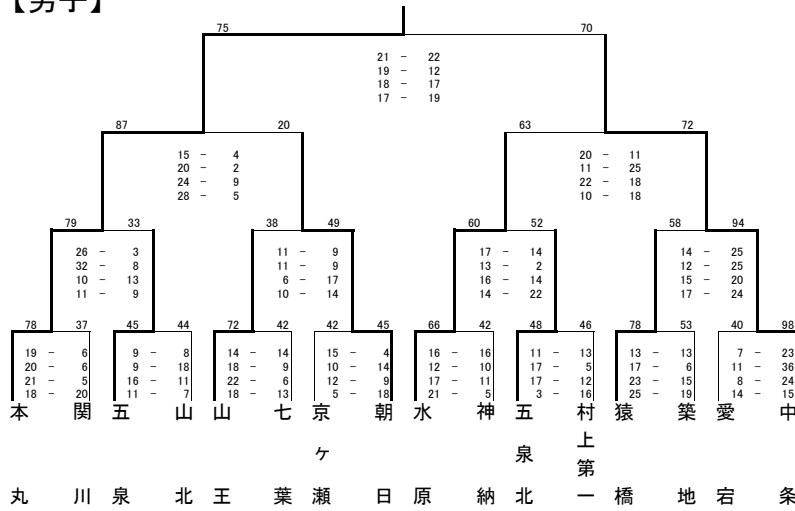 【男子】
75 70
21 － 22
19 － 12
18 － 17
17 － 19
87 20 63 72
15 － 4 20 － 11
20 － 2 11 － 25
24 － 9 22 － 18
28 － 5 10 － 18
79 33 38 49 60 52 58 94
26 － 3 11 － 9 17 － 14 14 － 25
32 － 8 11 － 9 13 － 2 12 － 25
10 － 13 6 － 17 16 － 14 15 － 20
11 － 9 10 － 14 14 － 22 17 － 24
78 37 45 44 72 42 42 45 66 42 48 46 78 53 40 98
19 － 6 9 － 8 14 － 14 15 － 4 16 － 16 11 － 13 13 － 13 7 － 23
20 － 6 9 － 18 18 － 9 10 － 14 12 － 10 17 － 5 17 － 6 11 － 36
21 － 5 16 － 11 22 － 6 12 － 9 17 － 11 17 － 12 23 － 15 8 － 24
18 － 20 11 － 7 18 － 13 5 － 18 21 － 5 3 － 16 25 － 19 14 － 15
本丸
関川
五泉
山北
山王
七葉
京ヶ瀬
朝日
水原
神納
五泉北
村上第一
猿橋
築地
愛宕
中条